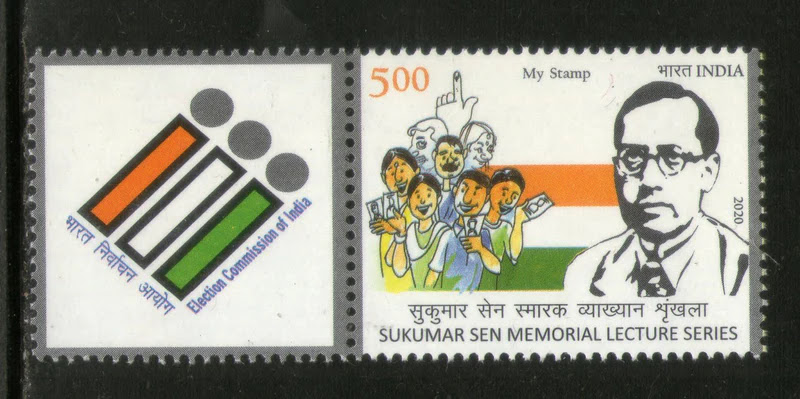 भारत निर्वाचन आयोग
Election Commission of India
5.00
My Stamp
भारत INDIA
2020
सुकुमार सेन स्मारक व्याख्यान शृंखला
SUKUMAR SEN MEMORIAL LECTURE SERIES